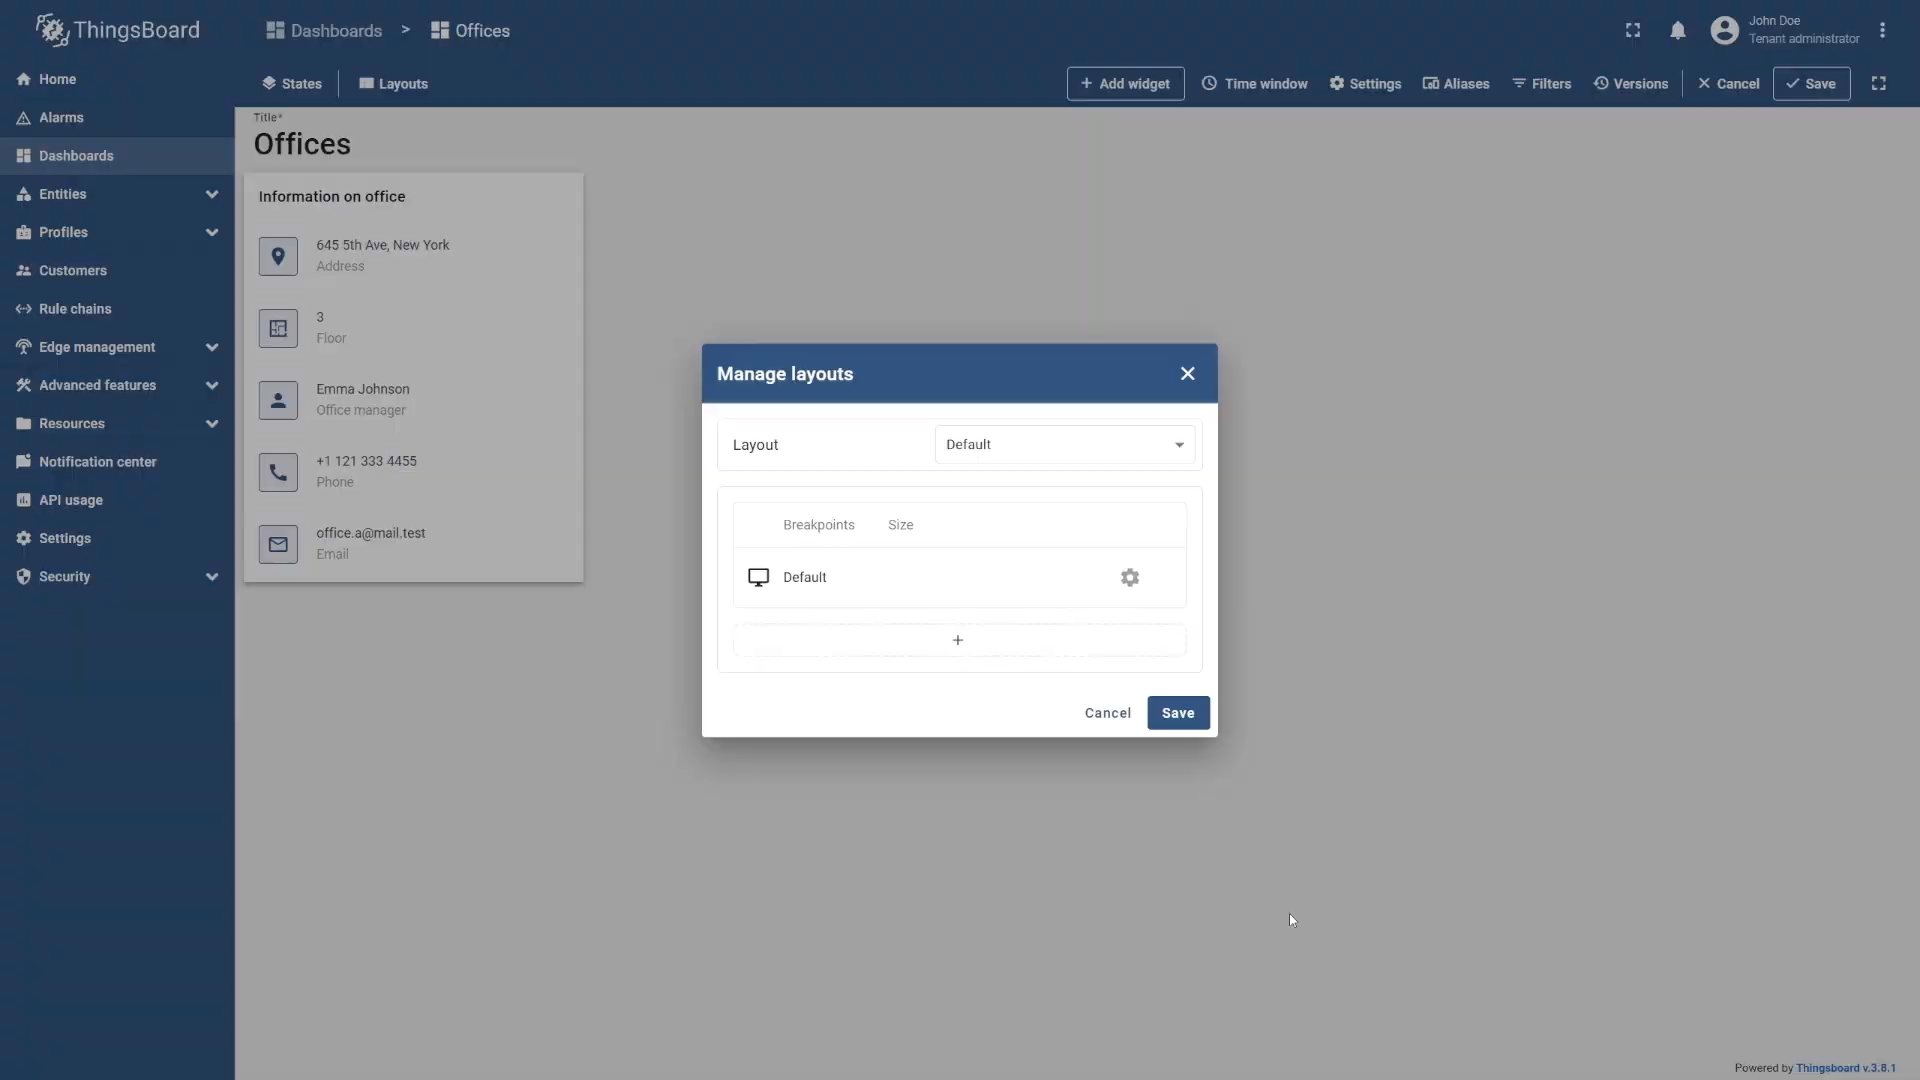 ThingsBoard
Dashboards > Offices
John Doe
Tenant administrator
Home
Alarms
Dashboards
Entities
Profiles
Customers
Rule chains
Edge management
Advanced features
Resources
Notification center
API usage
Settings
Security
States
Layouts
+ Add widget
Time window
Settings
Aliases
Filters
Versions
Cancel
Save
Title*
Offices
Information on office
645 5th Ave, New York
Address
3
Floor
Emma Johnson
Office manager
+1 121 333 4455
Phone
office.a@mail.test
Email
Manage layouts
Layout
Default
Breakpoints Size
Default
+
Cancel
Save
Powered by Thingsboard v.3.8.1